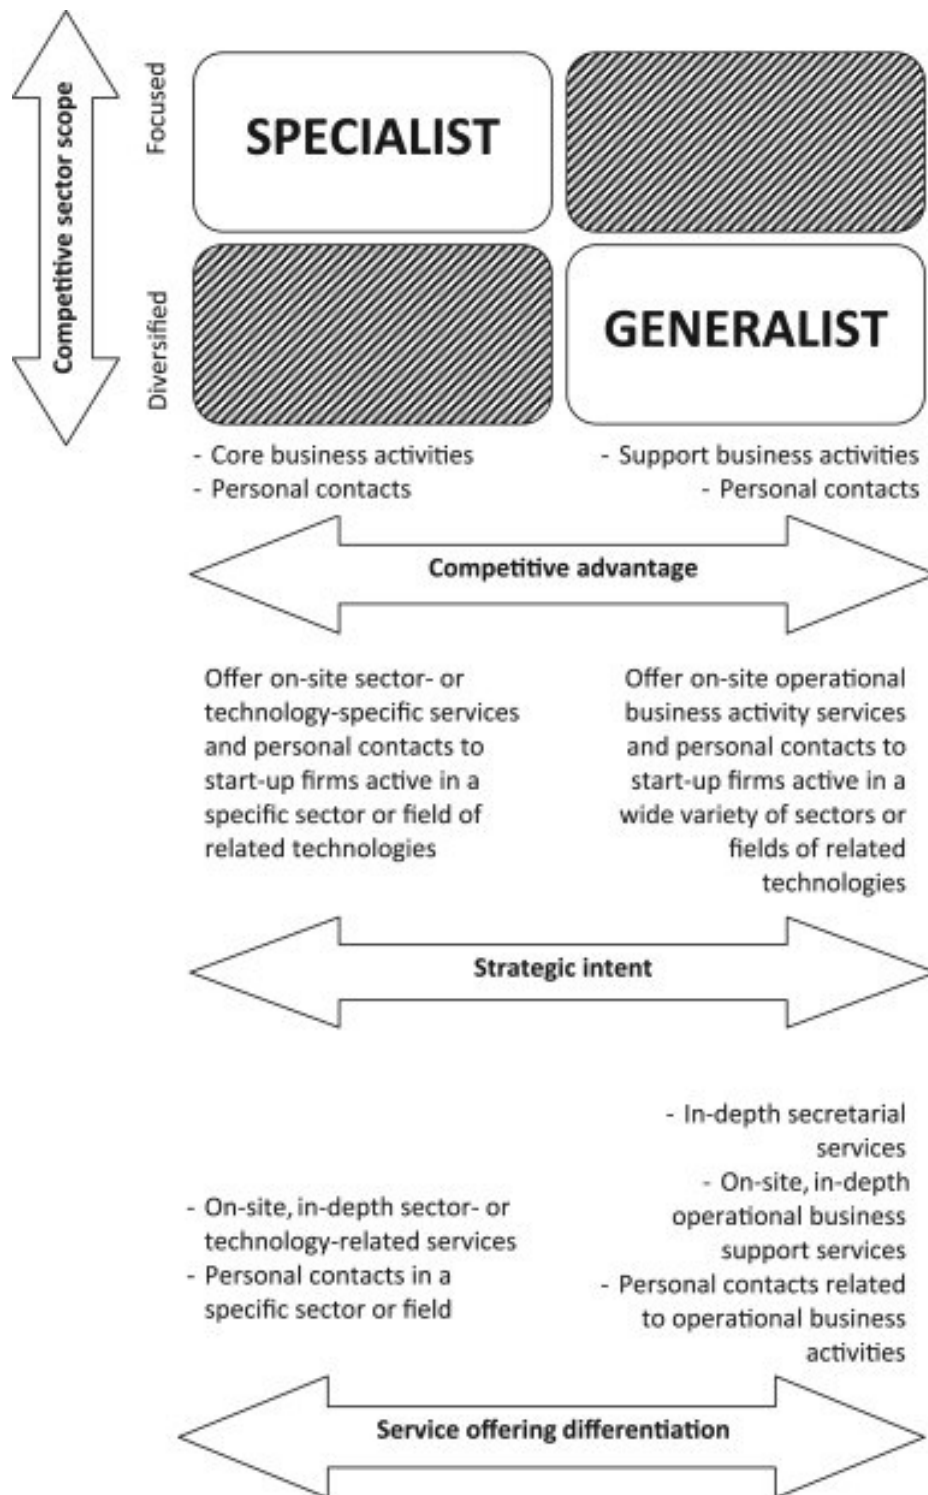 Competitive sector scope
Focused
Diversified
SPECIALIST
GENERALIST
- Core business activities
- Personal contacts
- Support business activities
- Personal contacts
Competitive advantage
Offer on-site sector- or
technology-specific services
and personal contacts to
start-up firms active in a
specific sector or field of
related technologies
Offer on-site operational
business activity services
and personal contacts to
start-up firms active in a
wide variety of sectors or
fields of related
technologies
Strategic intent
- On-site, in-depth sector- or
technology-related services
- Personal contacts in a
specific sector or field
- In-depth secretarial
services
- On-site, in-depth
operational business
support services
- Personal contacts related
to operational business
activities
Service offering differentiation